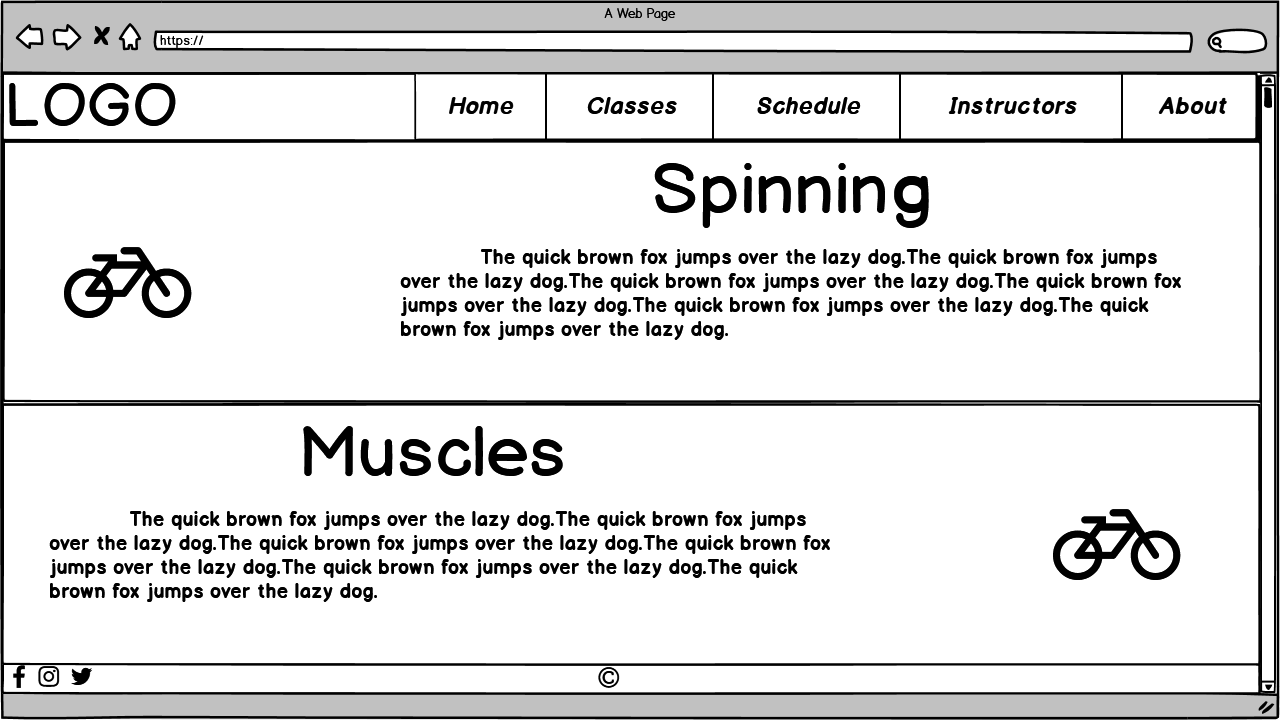 A Web Page
https://
LOGO
Home
Classes
Schedule
Instructors
About
Spinning
The quick brown fox jumps over the lazy dog.The quick brown fox jumps
over the lazy dog.The quick brown fox jumps over the lazy dog.The quick brown fox
jumps over the lazy dog.The quick brown fox jumps over the lazy dog.The quick
brown fox jumps over the lazy dog.
Muscles
The quick brown fox jumps over the lazy dog.The quick brown fox jumps
over the lazy dog.The quick brown fox jumps over the lazy dog.The quick brown fox
jumps over the lazy dog.The quick brown fox jumps over the lazy dog.The quick
brown fox jumps over the lazy dog.
©